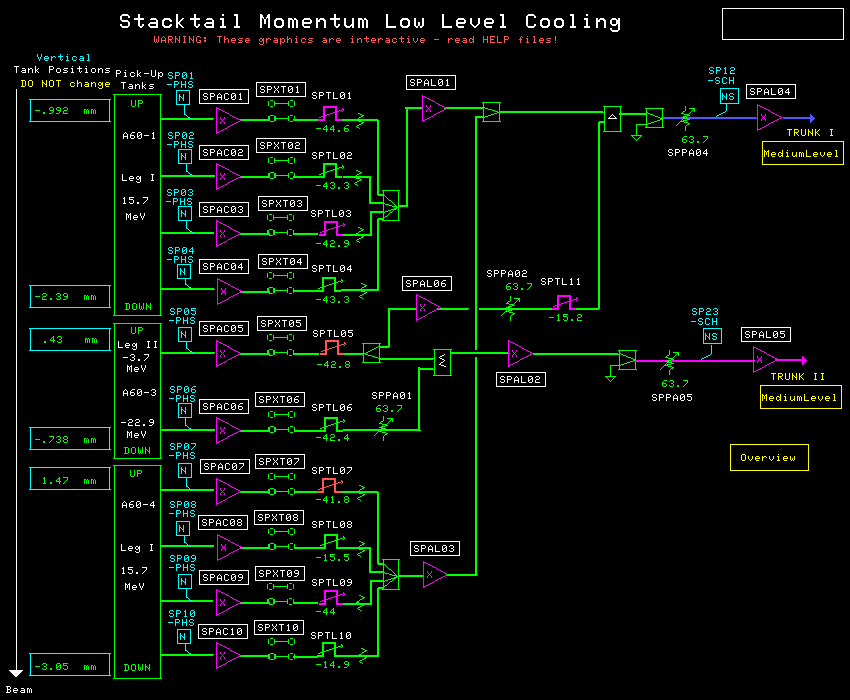 Stacktail Momentum Low Level Cooling
WARNING: These graphics are interactive - read HELP files!
Vertical
Tank Positions
DO NOT change
Pick-Up
Tanks
-.992 mm
-2.39 mm
.43 mm
-.738 mm
1.47 mm
-3.05 mm
Beam
UP
A60-1
Leg I
15.7
MeV
DOWN
UP
Leg II
-3.7
MeV
A60-3
-22.9
MeV
DOWN
UP
A60-4
Leg I
15.7
MeV
DOWN
SP01
-PHS
N
SPAC01
X
SPXT01
SPTL01
-44.6
SP02
-PHS
N
SPAC02
X
SPXT02
SPTL02
-43.3
SP03
-PHS
N
SPAC03
X
SPXT03
SPTL03
-42.9
SP04
-PHS
N
SPAC04
X
SPXT04
SPTL04
-43.3
SP05
-PHS
N
SPAC05
X
SPXT05
SPTL05
-42.8
SP06
-PHS
N
SPAC06
X
SPXT06
SPTL06
-42.4
SPPA01
63.7
SP07
-PHS
N
SPAC07
X
SPXT07
SPTL07
-41.8
SP08
-PHS
N
SPAC08
X
SPXT08
SPTL08
-15.5
SP09
-PHS
N
SPAC09
X
SPXT09
SPTL09
-44
SP10
-PHS
N
SPAC10
X
SPXT10
SPTL10
-14.9
SPAL01
X
SPAL06
X
SPPA02
63.7
SPTL11
-15.2
Σ
X
SPAL02
SPAL03
X
Δ
63.7
SPPA04
SP12
-SCH
NS
SPAL04
X
TRUNK I
MediumLevel
63.7
SPPA05
SP23
-SCH
NS
SPAL05
X
TRUNK II
MediumLevel
Overview